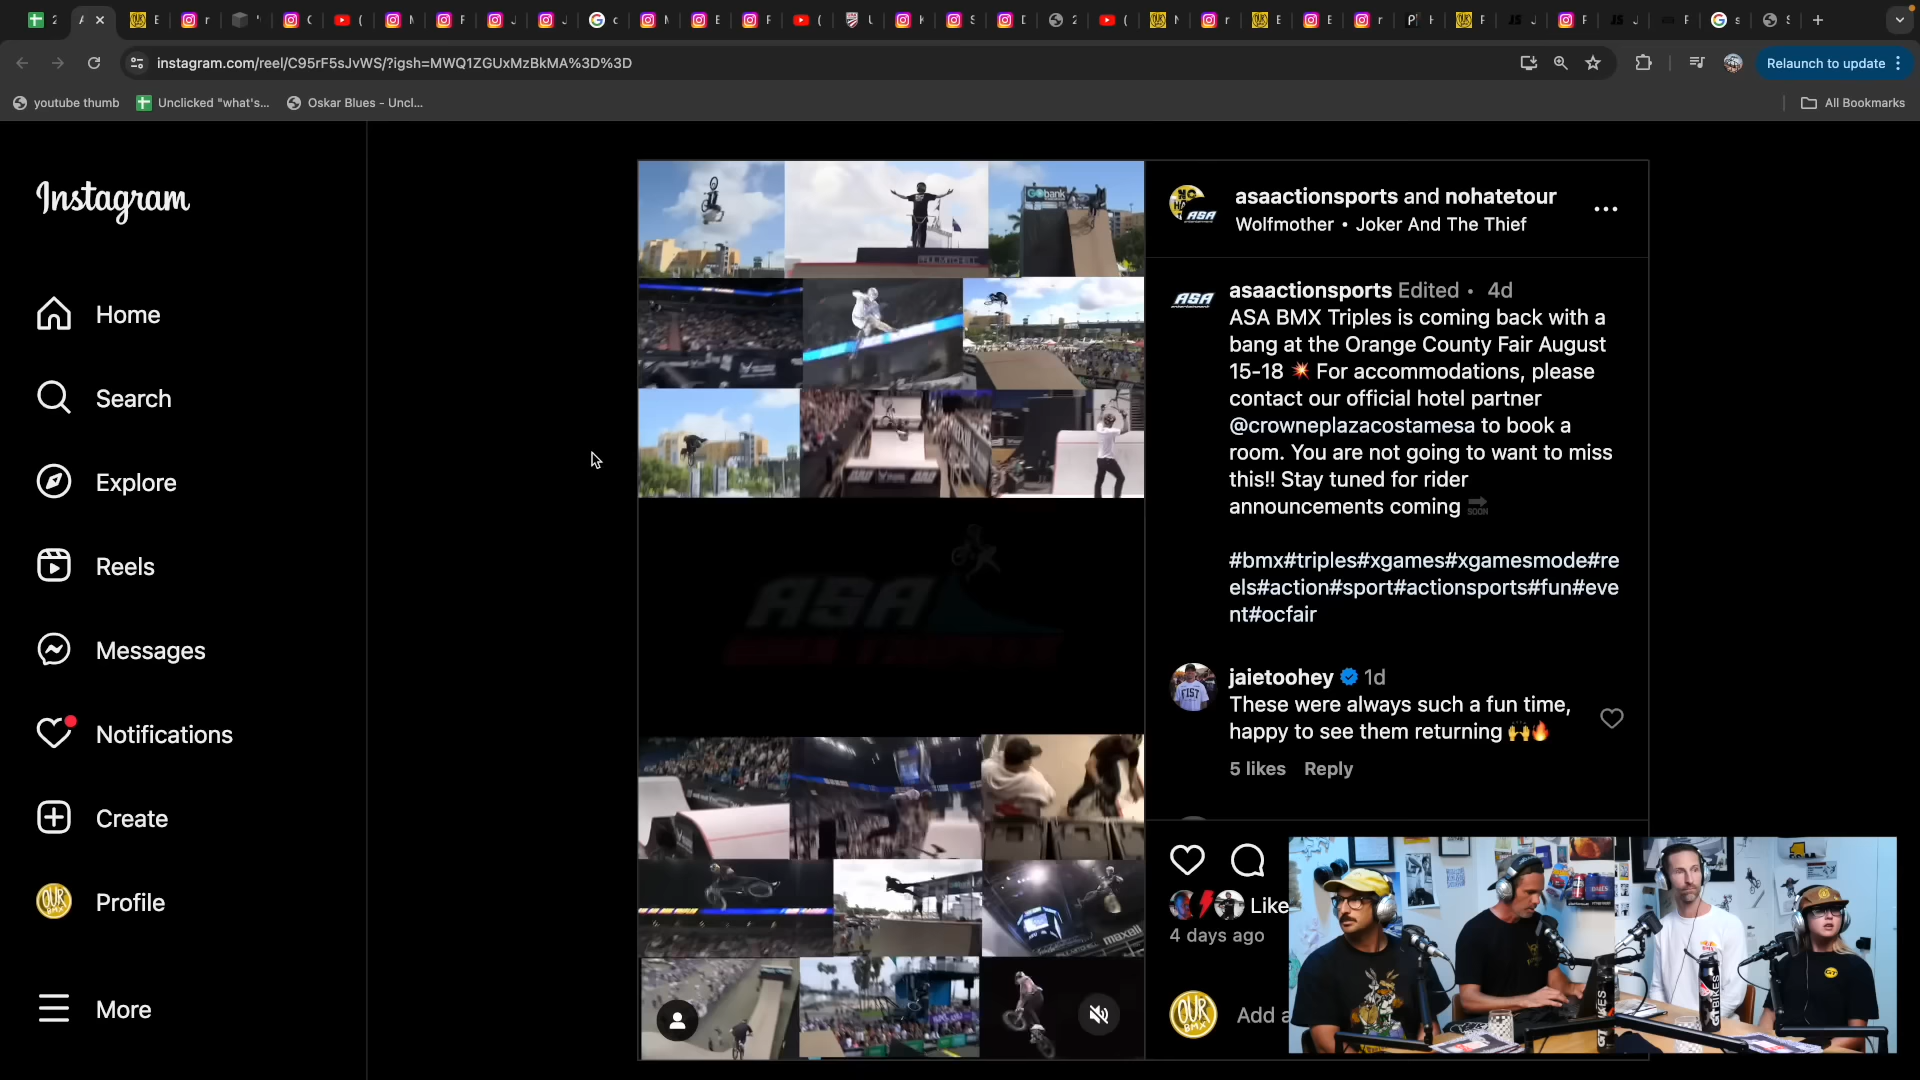 instagram.com/reel/C95rF5sJvWS/?igsh=MWQ1ZGUxMzBkMA%3D%3D
Relaunch to update
youtube thumb
Unclicked "what's...
Oskar Blues - Uncl...
All Bookmarks
Instagram
Home
Search
Explore
Reels
Messages
Notifications
Create
Profile
More
GObank
ASA
maxell
asaactionsports and nohatetour
Wolfmother • Joker And The Thief
asaactionsports Edited • 4d
ASA BMX Triples is coming back with a
bang at the Orange County Fair August
15-18 💥 For accommodations, please
contact our official hotel partner
@crowneplazacostamesa to book a
room. You are not going to want to miss
this!! Stay tuned for rider
announcements coming 🔜
#bmx#triples#xgames#xgamesmode#re
els#action#sport#actionsports#fun#eve
nt#ocfair
jaietoohey 1d
These were always such a fun time,
happy to see them returning 🙌🔥
5 likes Reply
Like
4 days ago
OUR
BMX
Add a